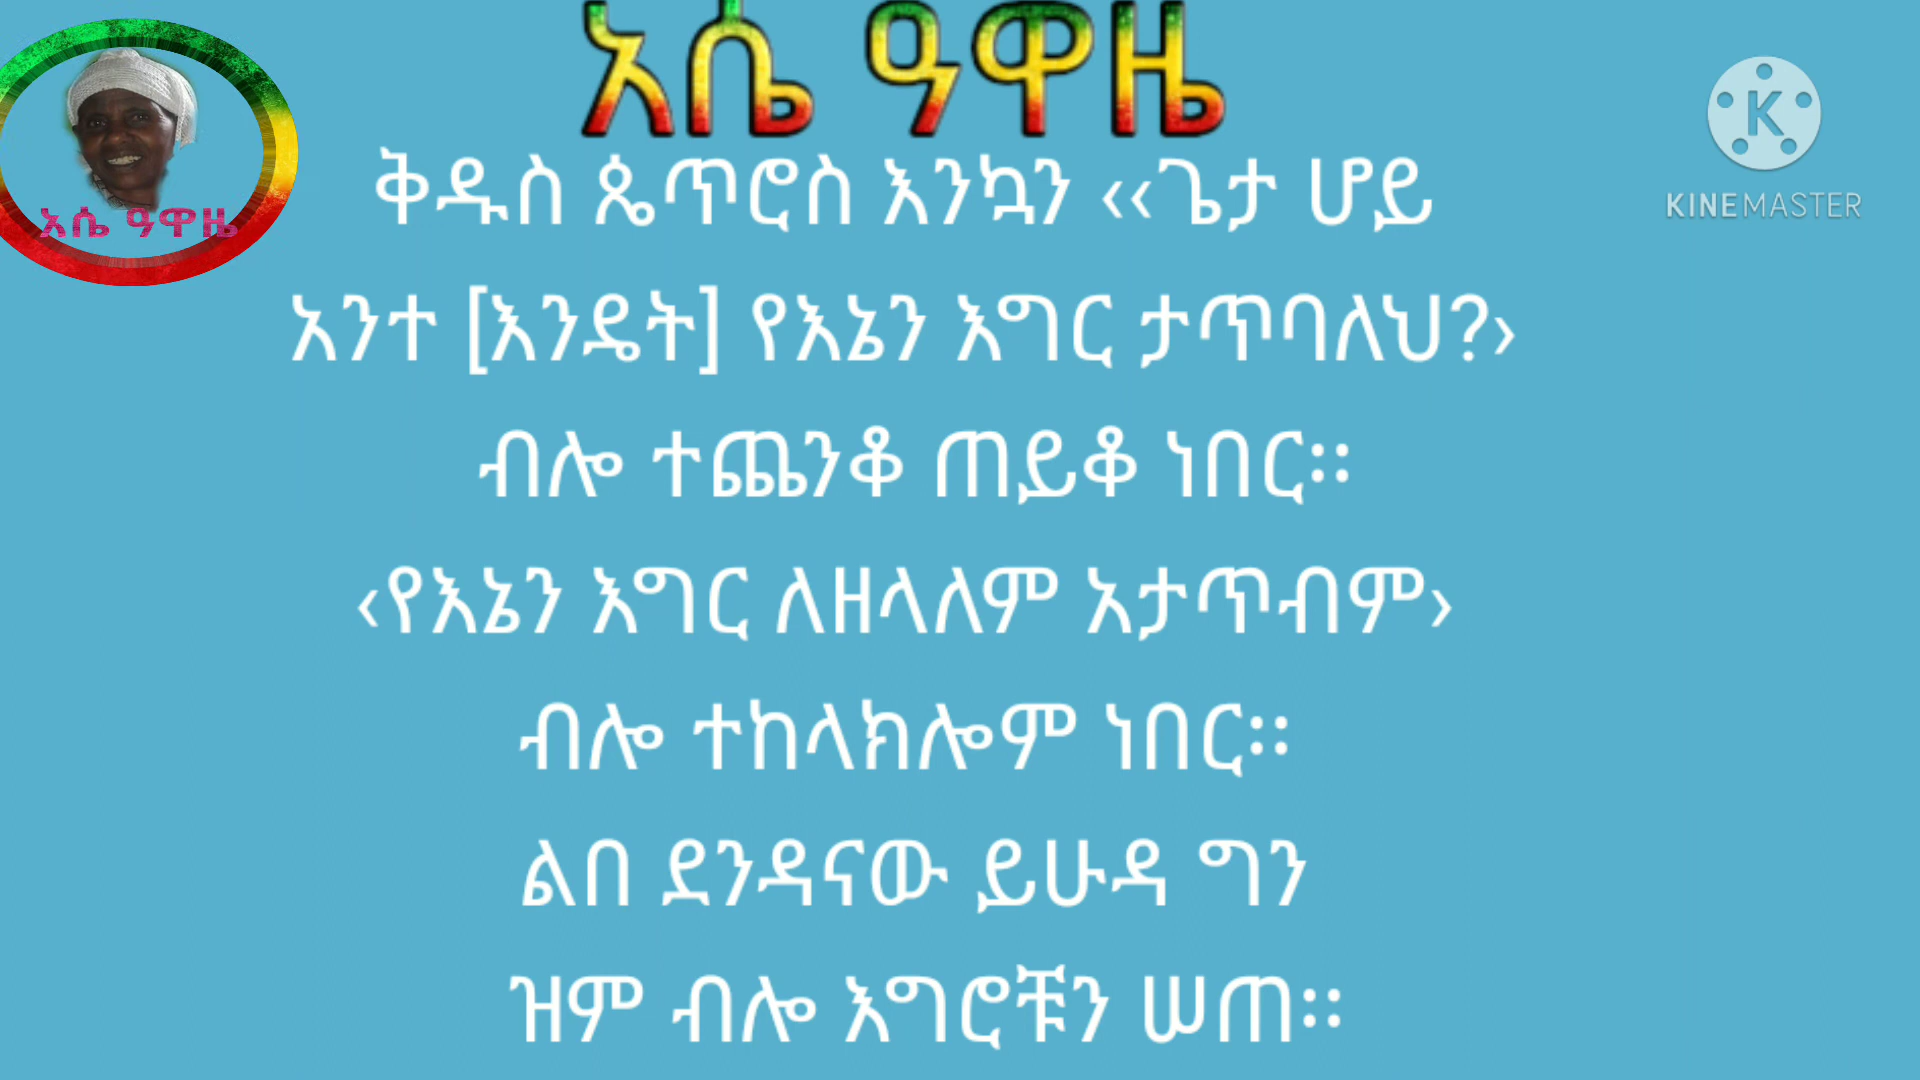 አሴ ዓዋዜ
አሴ ዓዋዜ
KINEMASTER
ቅዱስ ጴጥሮስ እንኳን ‹‹ጌታ ሆይ
አንተ [እንዴት] የእኔን እግር ታጥባለህ?›
ብሎ ተጨንቆ ጠይቆ ነበር።
‹የእኔን እግር ለዘላለም አታጥብም›
ብሎ ተከላክሎም ነበር።
ልበ ደንዳናው ይሁዳ ግን
ዝም ብሎ እግሮቹን ሠጠ።